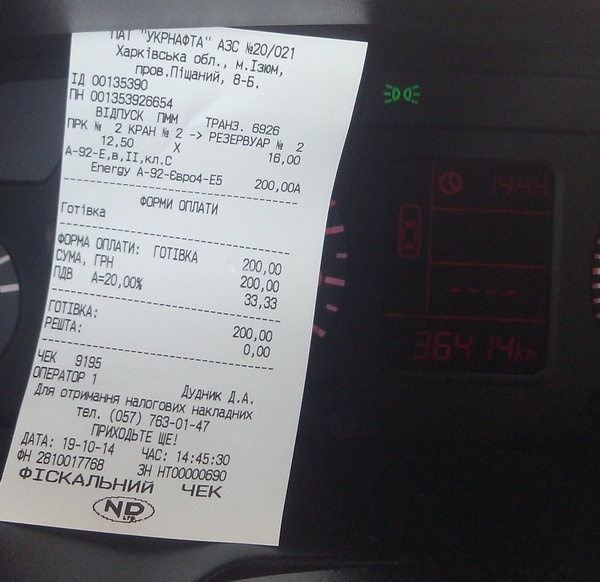 ПАТ "УКРНАФТА" АЗС №20/021
Харківська обл., м.Ізюм,
пров.Піщаний, 8-Б.
ІД 00135390
ПН 001353926654
ВІДПУСК ПММ ТРАНЗ. 6926
ПРК № 2 КРАН № 2 -> РЕЗЕРВУАР № 2
12,50 X 16,00
А-92-Е,в,ІІ,кл.С
Energy А-92-Євро4-Е5 200,00А
ФОРМИ ОПЛАТИ
Готівка
ФОРМА ОПЛАТИ: ГОТІВКА 200,00
СУМА, ГРН 200,00
ПДВ А=20,00% 33,33
ГОТІВКА: 200,00
РЕШТА: 0,00
ЧЕК 9195
ОПЕРАТОР 1 Дудник Д.А.
Для отримання налогових накладних
тел. (057) 763-01-47
ПРИХОДЬТЕ ЩЕ!
ДАТА: 19-10-14 ЧАС: 14:45:30
ФН 2810017768 ЗН НТ00000690
ФІСКАЛЬНИЙ ЧЕК
ND
LTD.
14:44
----
36414km